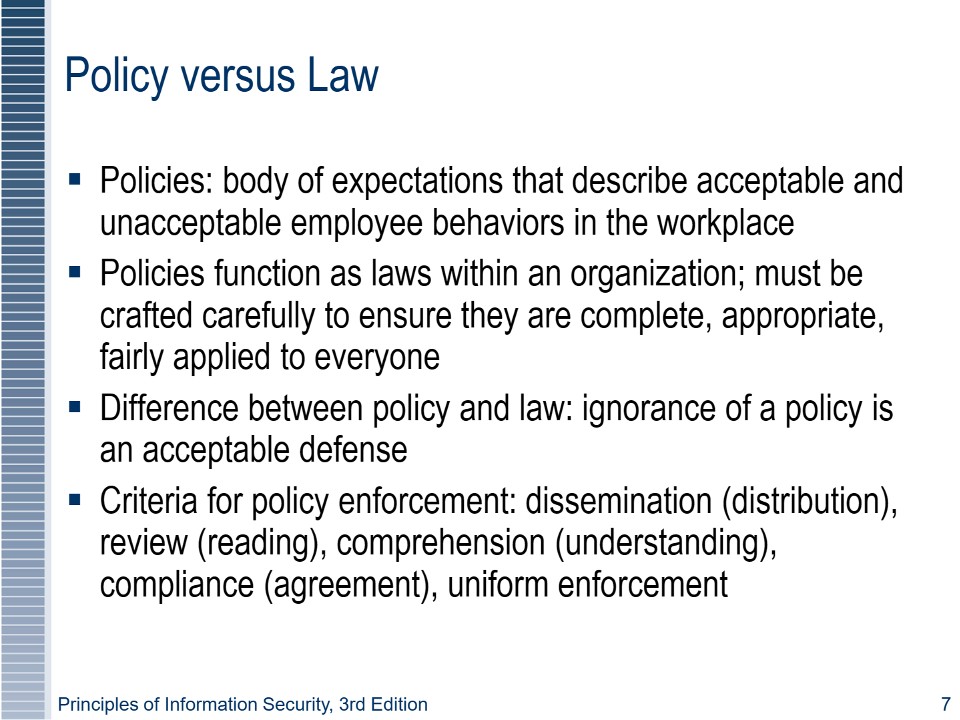 Policy versus Law
▪ Policies: body of expectations that describe acceptable and
unacceptable employee behaviors in the workplace
▪ Policies function as laws within an organization; must be
crafted carefully to ensure they are complete, appropriate,
fairly applied to everyone
▪ Difference between policy and law: ignorance of a policy is
an acceptable defense
▪ Criteria for policy enforcement: dissemination (distribution),
review (reading), comprehension (understanding),
compliance (agreement), uniform enforcement
Principles of Information Security, 3rd Edition
7